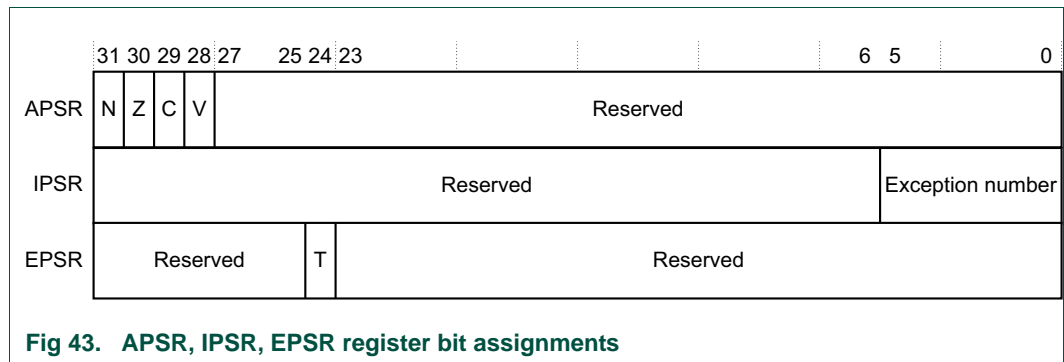 31 30 29 28 27 25 24 23 6 5 0
APSR N Z C V Reserved
IPSR Reserved Exception number
EPSR Reserved T Reserved
Fig 43. APSR, IPSR, EPSR register bit assignments